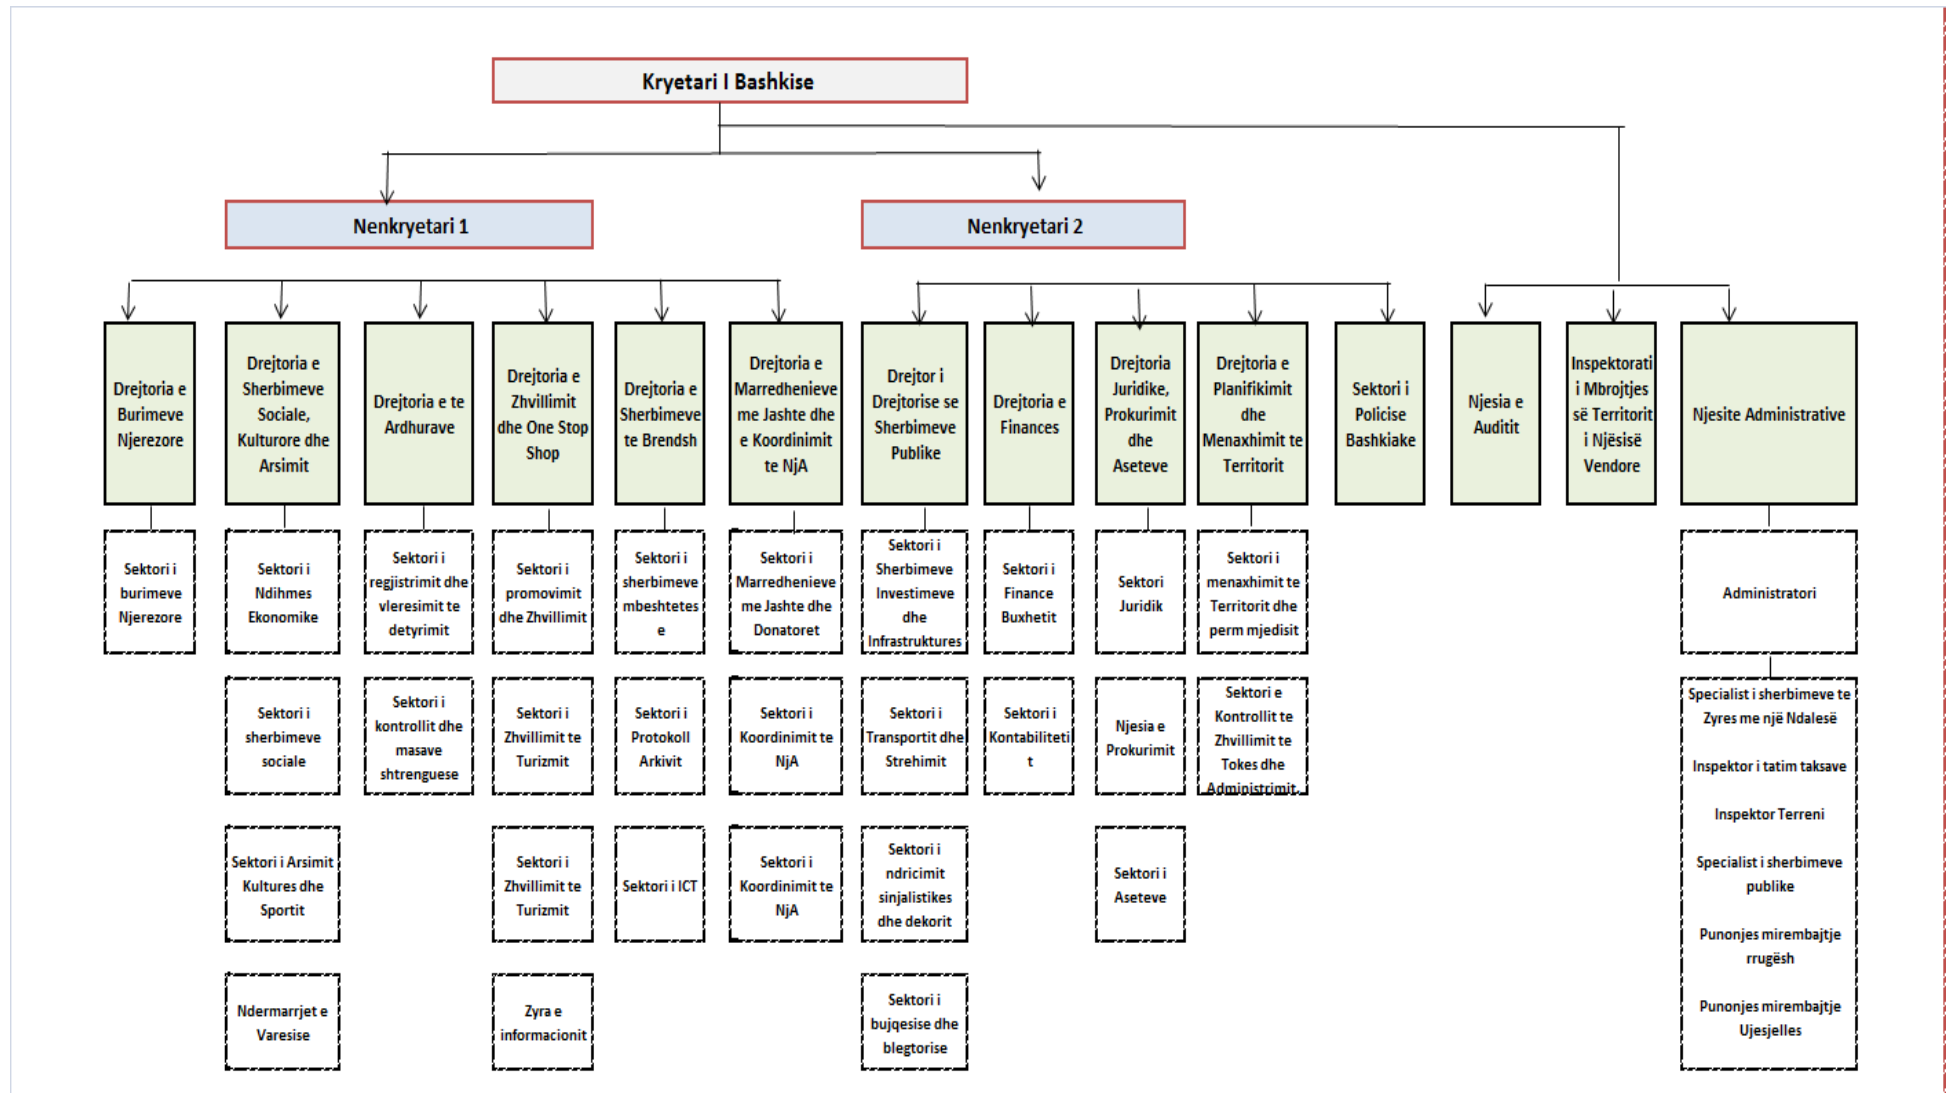 Kryetari I Bashkise
Nenkryetari 1
Nenkryetari 2
Drejtoria e
Burimeve
Njerezore
Drejtoria e
Sherbimeve
Sociale,
Kulturore dhe
Arsimit
Drejtoria e te
Ardhurave
Drejtoria e
Zhvillimit
dhe One Stop
Shop
Drejtoria e
Sherbimeve
te Brendsh
Drejtoria e
Marredhenieve
me Jashte dhe
e Koordinimit
te NjA
Drejtor i
Drejtorise se
Sherbimeve
Publike
Drejtoria e
Finances
Drejtoria
Juridike,
Prokurimit
dhe
Aseteve
Drejtoria e
Planifikimit
dhe
Menaxhimit te
Territorit
Sektori i
Policise
Bashkiake
Njesia e
Auditit
Inspektorati
i Mbrojtjes
së Territorit
i Njësisë
Vendore
Njesite Administrative
Sektori i
burimeve
Njerezore
Sektori i
Ndihmes
Ekonomike
Sektori i
regjistrimit dhe
vleresimit te
detyrimit
Sektori i
promovimit
dhe Zhvillimit
Sektori i
sherbimeve
mbeshtetes
e
Sektori i
Marredhenieve
me Jashte dhe
Donatoret
Sektori i
Sherbimeve
Investimeve
dhe
Infrastruktures
Sektori i
Finance
Buxhetit
Sektori
Juridik
Sektori i
menaxhimit te
Territorit dhe
perm mjedisit
Administratori
Sektori i
sherbimeve
sociale
Sektori i
kontrollit dhe
masave
shtrenguese
Sektori i
Zhvillimit te
Turizmit
Sektori i
Protokoll
Arkivit
Sektori i
Koordinimit te
NjA
Sektori i
Transportit dhe
Strehimit
Sektori i
Kontabiliteti
t
Njesia e
Prokurimit
Sektori e
Kontrollit te
Zhvillimit te
Tokes dhe
Administrimit
Specialist i sherbimeve te
Zyres me një Ndalesë
Inspektor i tatim taksave
Inspektor Terreni
Specialist i sherbimeve
publike
Punonjes mirembajtje
rrugësh
Punonjes mirembajtje
Ujesjelles
Sektori i Arsimit
Kultures dhe
Sportit
Sektori i
Zhvillimit te
Turizmit
Sektori i ICT
Sektori i
Koordinimit te
NjA
Sektori i
ndricimit
sinjalistikes
dhe dekorit
Sektori i
Aseteve
Ndermarrjet e
Varesise
Zyra e
informacionit
Sektori i
bujqesise dhe
blegtorise